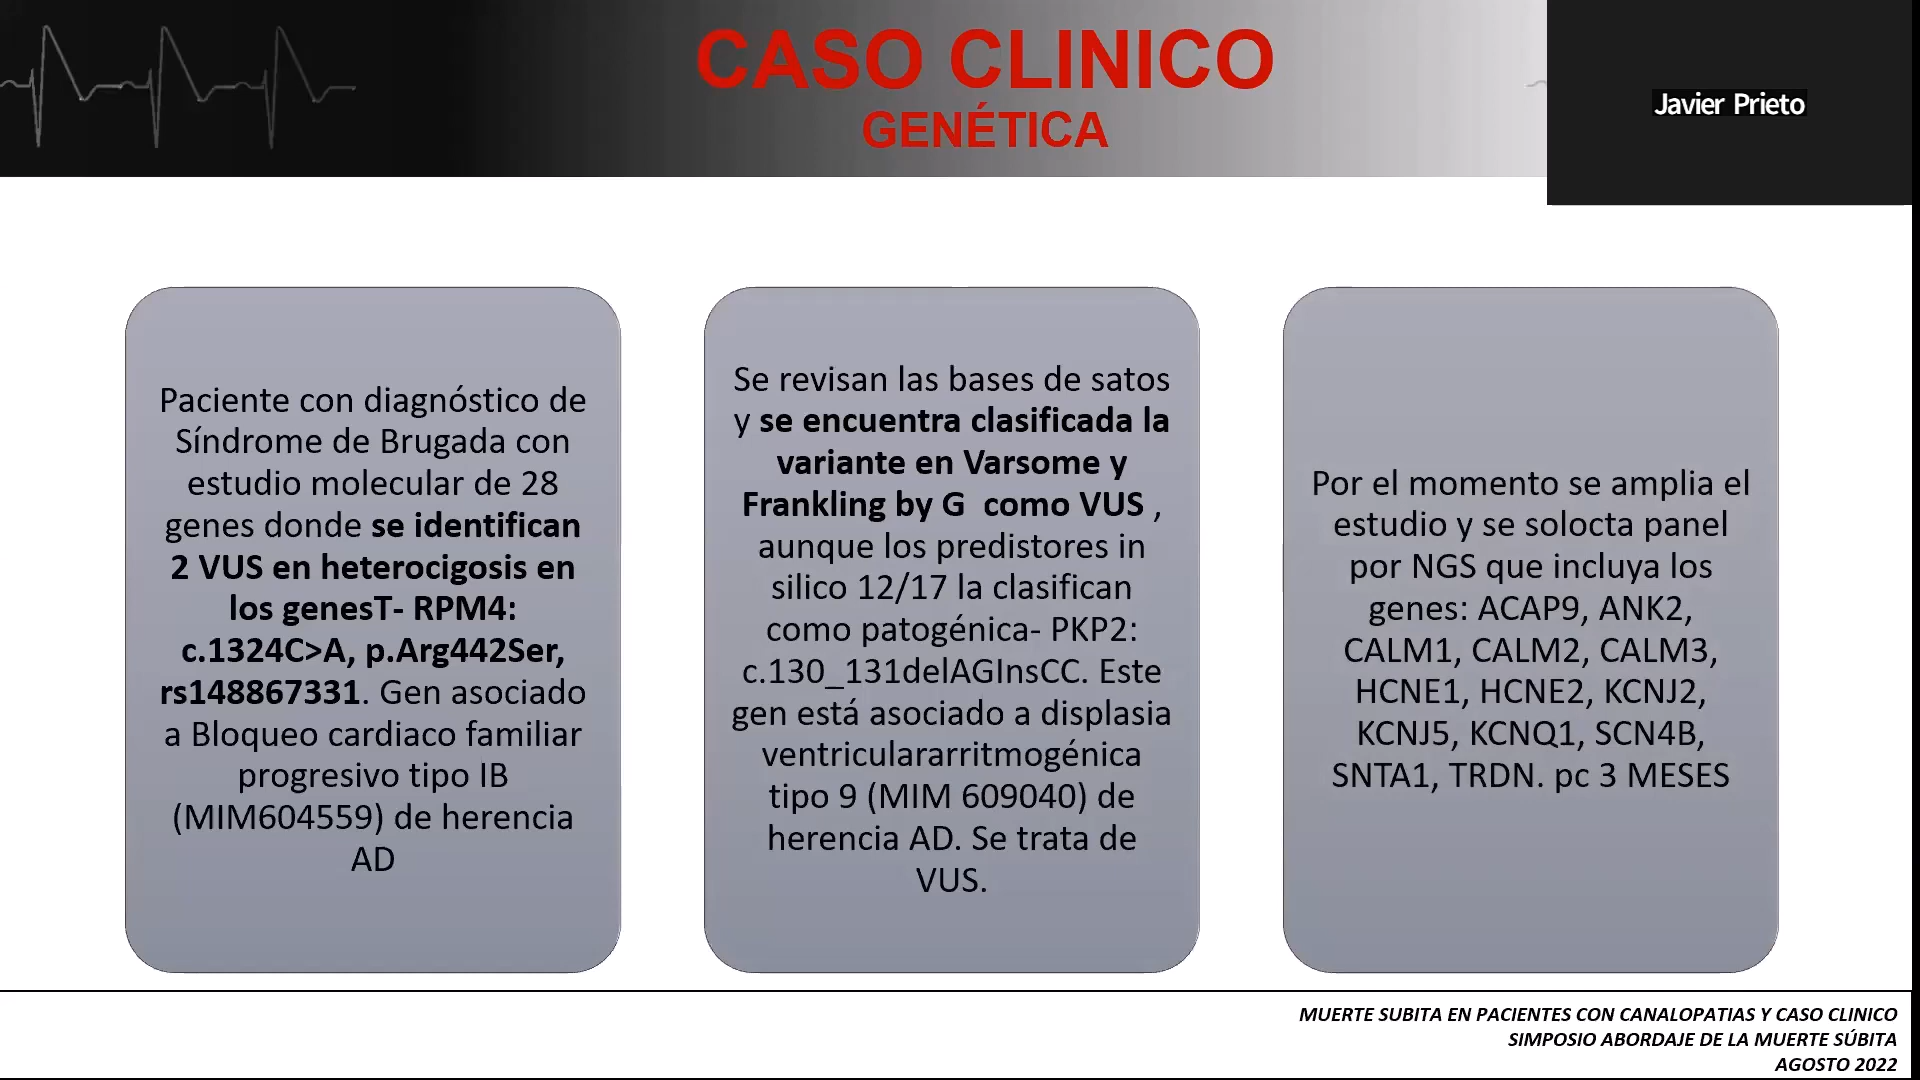 CASO CLINICO
GENÉTICA
Javier Prieto
Paciente con diagnóstico de
Síndrome de Brugada con
estudio molecular de 28
genes donde se identifican
2 VUS en heterocigosis en
los genesT- RPM4:
c.1324C>A, p.Arg442Ser,
rs148867331. Gen asociado
a Bloqueo cardiaco familiar
progresivo tipo IB
(MIM604559) de herencia
AD
Se revisan las bases de satos
y se encuentra clasificada la
variante en Varsome y
Frankling by G  como VUS ,
aunque los predistores in
silico 12/17 la clasifican
como patogénica- PKP2:
c.130_131delAGInsCC. Este
gen está asociado a displasia
ventriculararritmogénica
tipo 9 (MIM 609040) de
herencia AD. Se trata de
VUS.
Por el momento se amplia el
estudio y se solocta panel
por NGS que incluya los
genes: ACAP9, ANK2,
CALM1, CALM2, CALM3,
HCNE1, HCNE2, KCNJ2,
KCNJ5, KCNQ1, SCN4B,
SNTA1, TRDN. pc 3 MESES
MUERTE SUBITA EN PACIENTES CON CANALOPATIAS Y CASO CLINICO
SIMPOSIO ABORDAJE DE LA MUERTE SÚBITA
AGOSTO 2022